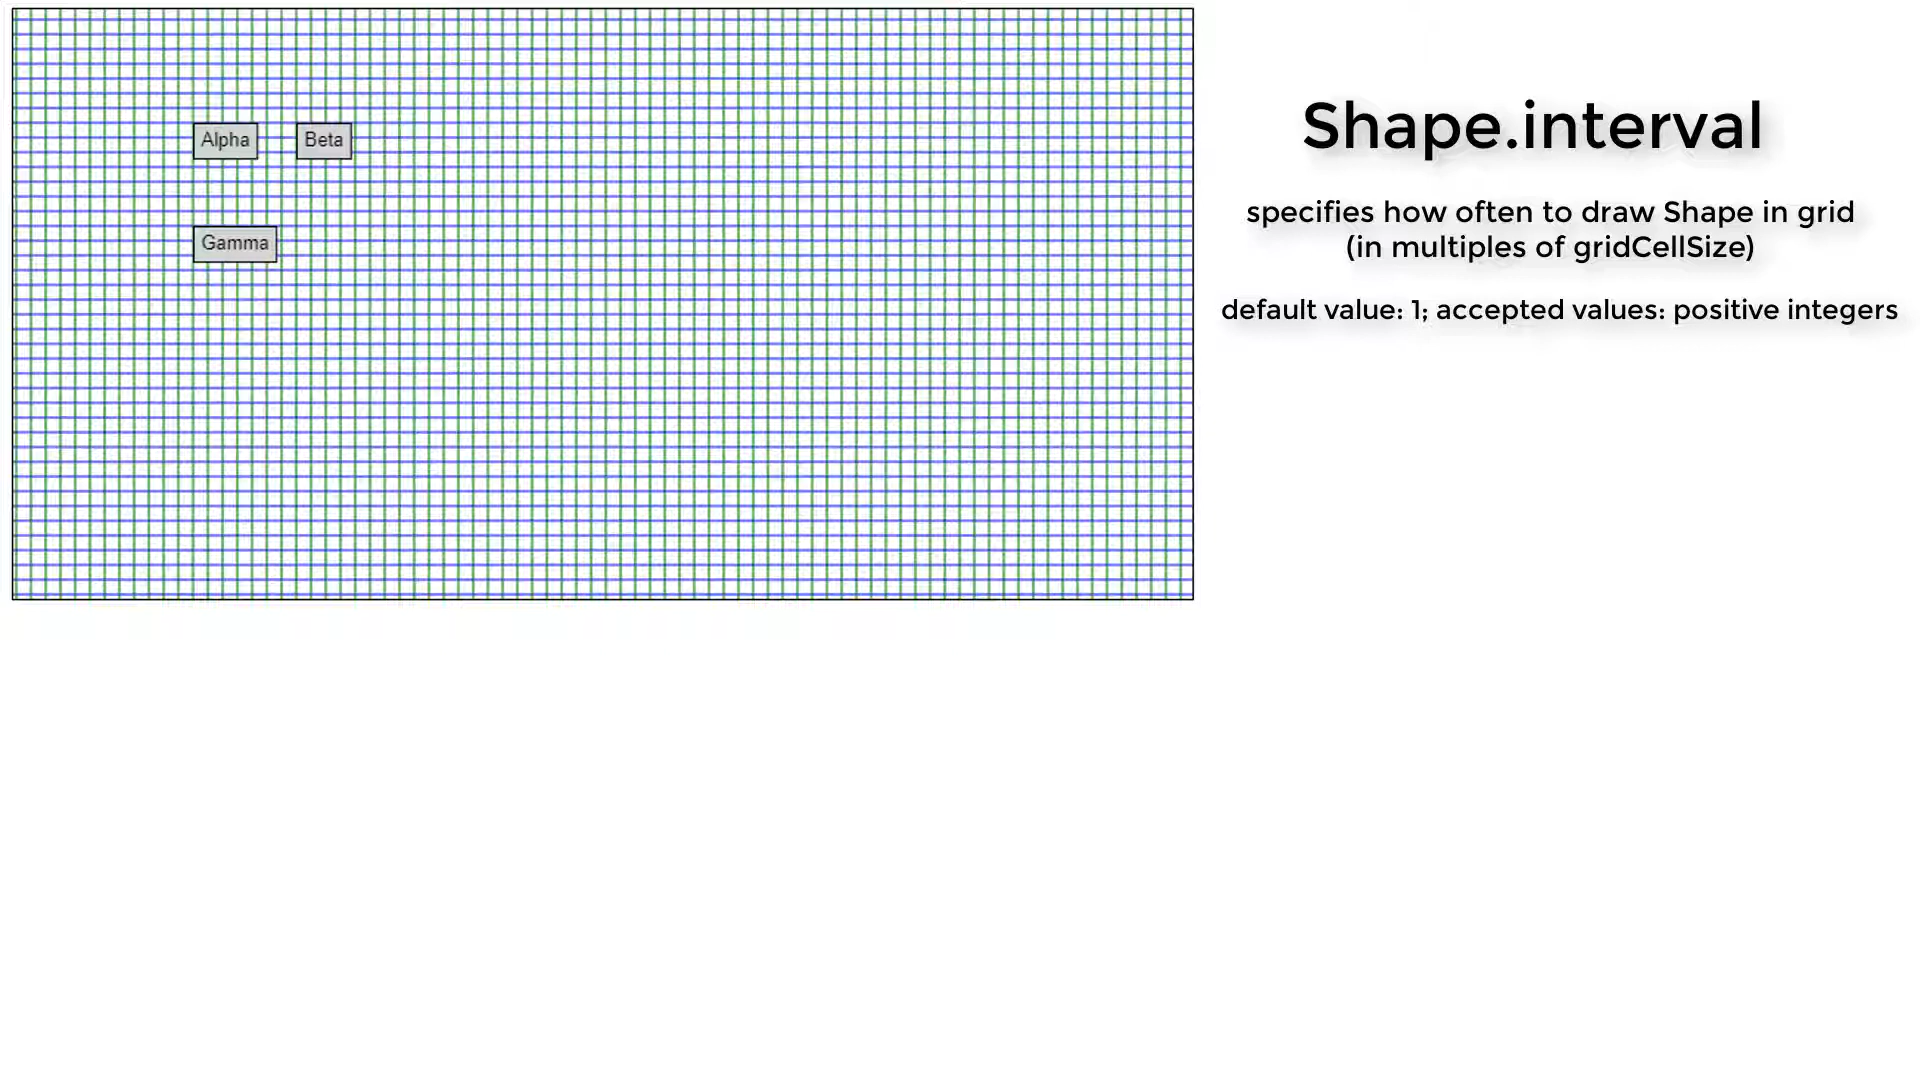 Alpha
Beta
Gamma
Shape.interval
specifies how often to draw Shape in grid
(in multiples of gridCellSize)
default value: 1; accepted values: positive integers